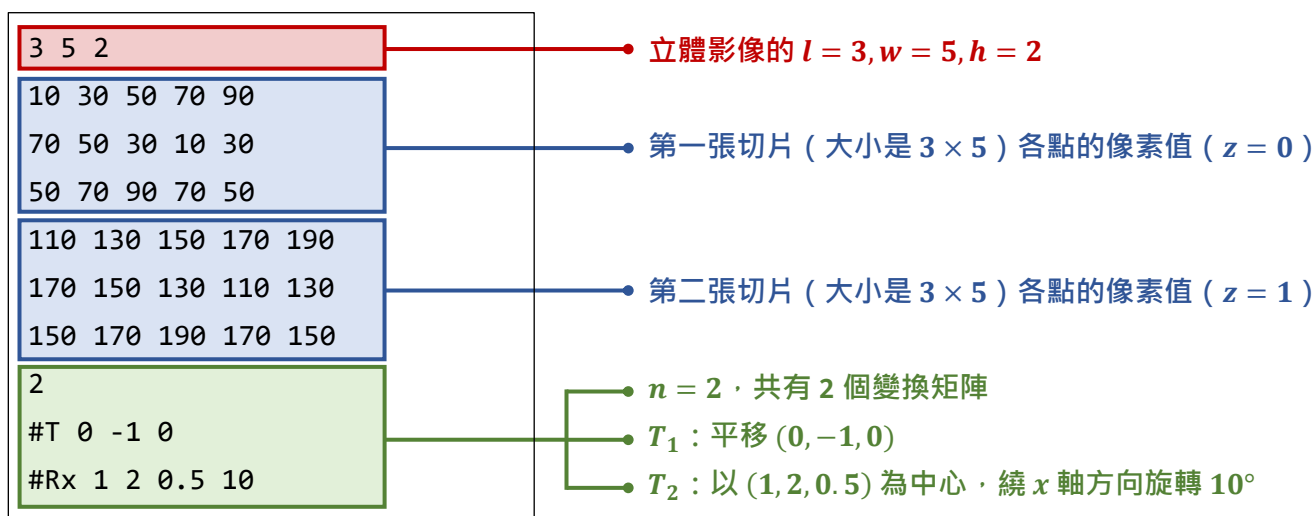 3 5 2
立體影像的 l = 3, w = 5, h = 2
10 30 50 70 90
70 50 30 10 30
50 70 90 70 50
第一張切片（大小是 3 × 5）各點的像素值（z = 0）
110 130 150 170 190
170 150 130 110 130
150 170 190 170 150
第二張切片（大小是 3 × 5）各點的像素值（z = 1）
2
#T 0 -1 0
#Rx 1 2 0.5 10
n = 2，共有 2 個變換矩陣
T₁：平移 (0, −1, 0)
T₂：以 (1, 2, 0.5) 為中心，繞 x 軸方向旋轉 10°